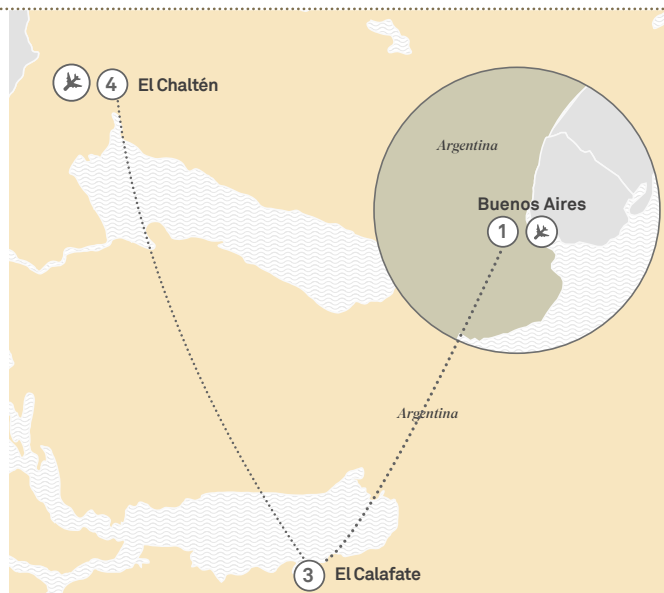 4 El Chaltén
Argentina
Buenos Aires
1
Argentina
3 El Calafate